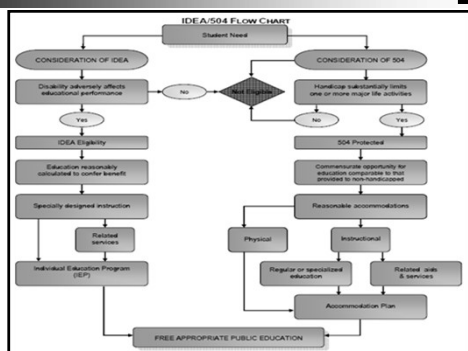 IDEA/504 FLOW CHART
Student Need
CONSIDERATION OF IDEA
CONSIDERATION OF 504
Disability adversely affects
educational performance
No
Not Eligible
Handicap substantially limits
one or more major life activities
Yes
No
Yes
IDEA Eligibility
504 Protected
Education reasonably
calculated to confer benefit
Commensurate opportunity for
education comparable to that
provided to non-handicapped
Specially designed instruction
Reasonable accommodations
Related
services
Physical
Instructional
Individual Education Program
(IEP)
Regular or specialized
education
Related aids
& services
Accommodation Plan
FREE APPROPRIATE PUBLIC EDUCATION